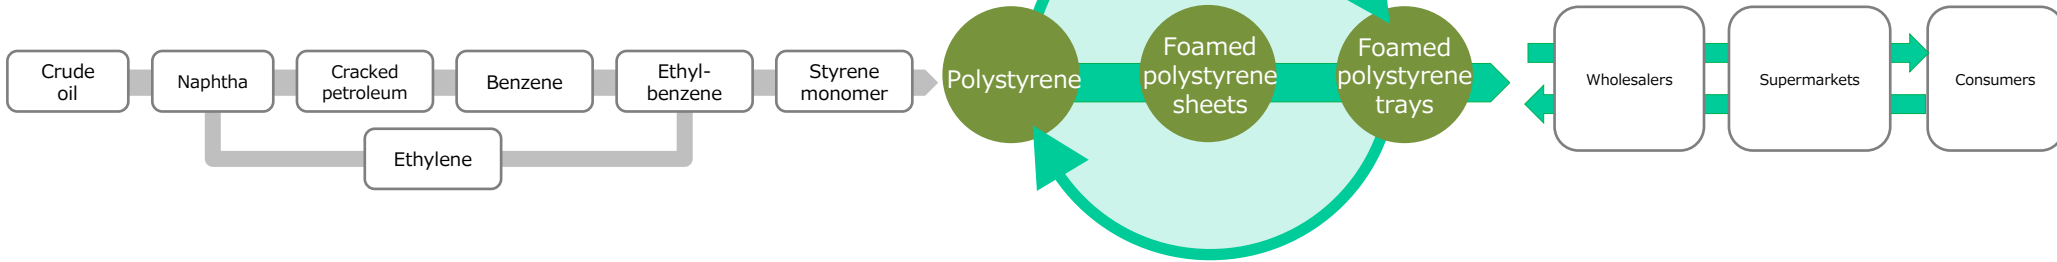 Crude
oil
Naphtha
Cracked
petroleum
Benzene
Ethyl-
benzene
Styrene
monomer
Ethylene
Polystyrene
Foamed
polystyrene
sheets
Foamed
polystyrene
trays
Wholesalers
Supermarkets
Consumers